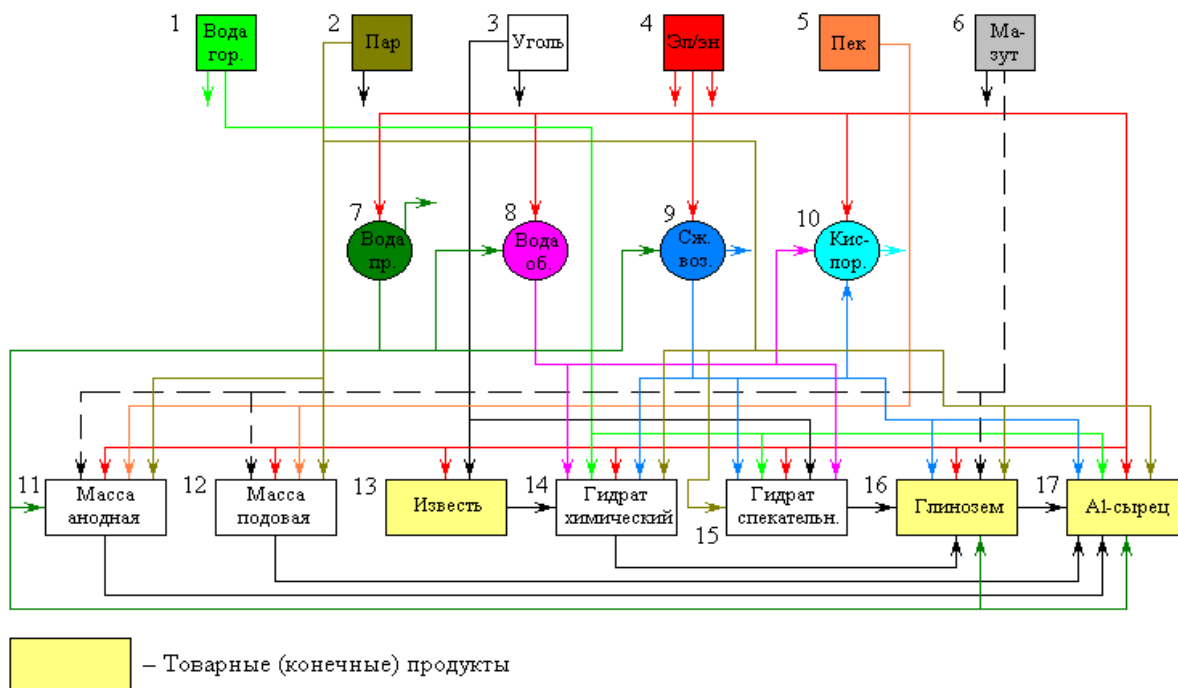 1
Вода
гор.
2
Пар
3
Уголь
4
Эл/эн
5
Пек
6
Ма-
зут
7
Вода
пр.
8
Вода
об.
9
Сж.
воз.
10
Кис-
лор.
11
Масса
анодная
12
Масса
подовая
13
Известь
14
Гидрат
химический
15
Гидрат
спекательн.
16
Глинозем
17
Al-сырец
– Товарные (конечные) продукты